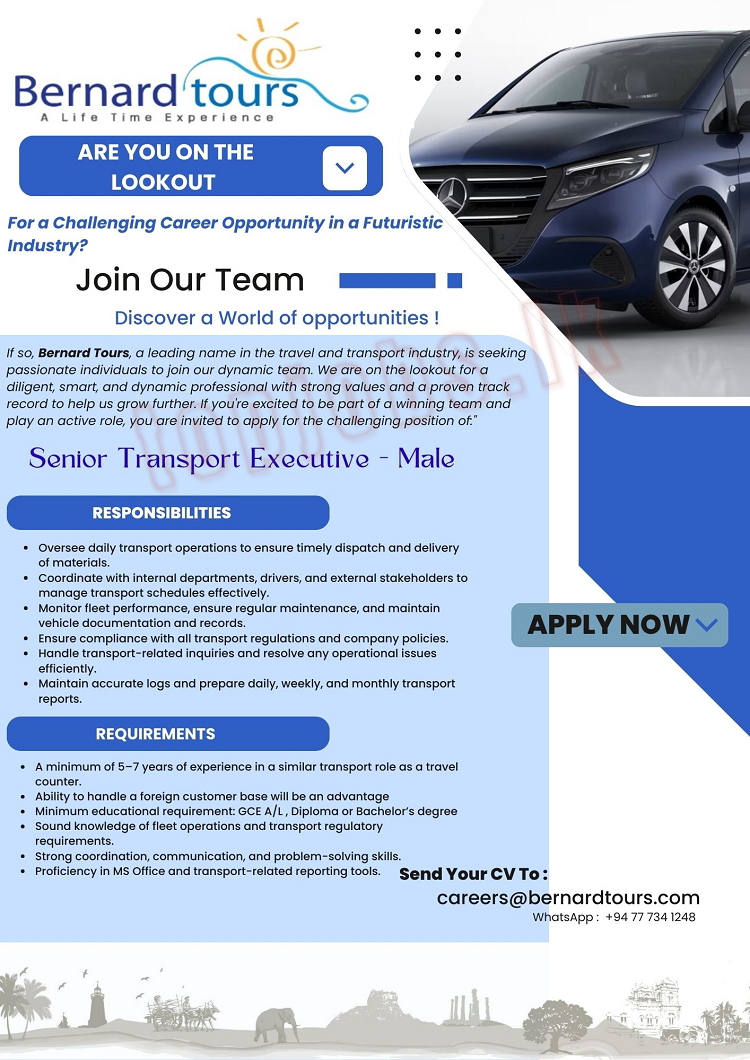 Bernard tours
A Life Time Experience
ARE YOU ON THE
LOOKOUT
For a Challenging Career Opportunity in a Futuristic
Industry?
Join Our Team
Discover a World of opportunities !
If so, Bernard Tours, a leading name in the travel and transport industry, is seeking
passionate individuals to join our dynamic team. We are on the lookout for a
diligent, smart, and dynamic professional with strong values and a proven track
record to help us grow further. If you're excited to be part of a winning team and
play an active role, you are invited to apply for the challenging position of:"
topjobs.lk
Senior Transport Executive - Male
RESPONSIBILITIES
• Oversee daily transport operations to ensure timely dispatch and delivery
of materials.
• Coordinate with internal departments, drivers, and external stakeholders to
manage transport schedules effectively.
• Monitor fleet performance, ensure regular maintenance, and maintain
vehicle documentation and records.
• Ensure compliance with all transport regulations and company policies.
• Handle transport-related inquiries and resolve any operational issues
efficiently.
• Maintain accurate logs and prepare daily, weekly, and monthly transport
reports.
APPLY NOW
REQUIREMENTS
• A minimum of 5–7 years of experience in a similar transport role as a travel
counter.
• Ability to handle a foreign customer base will be an advantage
• Minimum educational requirement: GCE A/L , Diploma or Bachelor's degree
• Sound knowledge of fleet operations and transport regulatory
requirements.
• Strong coordination, communication, and problem-solving skills.
• Proficiency in MS Office and transport-related reporting tools.
Send Your CV To :
careers@bernardtours.com
WhatsApp : +94 77 734 1248